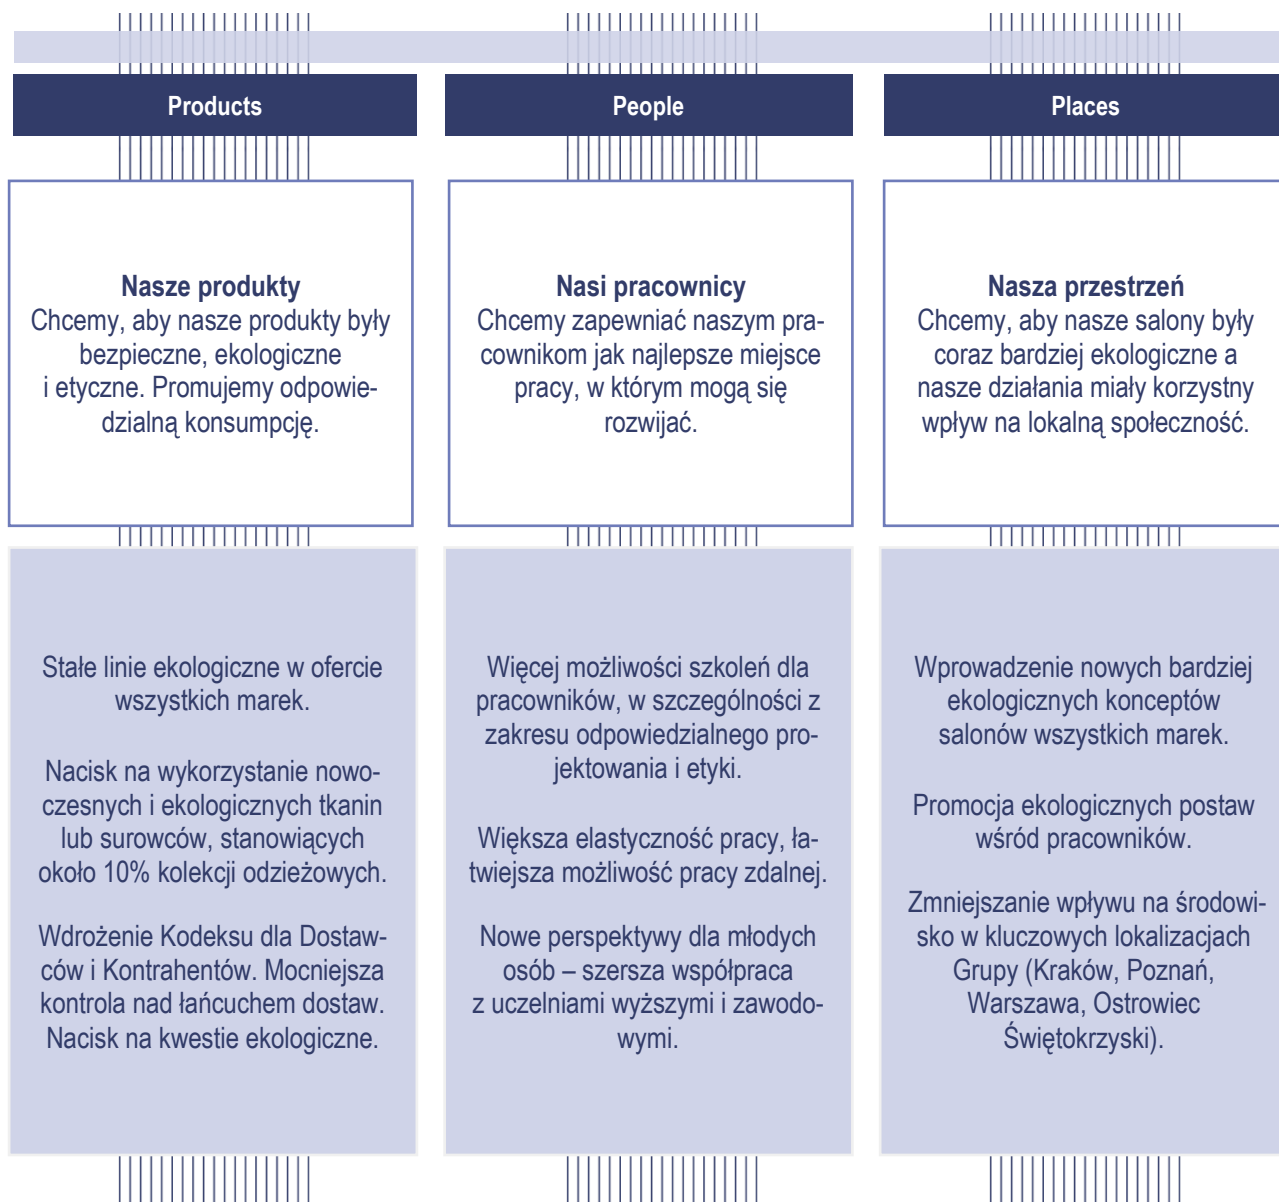 Products
People
Places
Nasze produkty
Chcemy, aby nasze produkty były
bezpieczne, ekologiczne
i etyczne. Promujemy odpowie-
dzialną konsumpcję.
Nasi pracownicy
Chcemy zapewniać naszym pra-
cownikom jak najlepsze miejsce
pracy, w którym mogą się
rozwijać.
Nasza przestrzeń
Chcemy, aby nasze salony były
coraz bardziej ekologiczne a
nasze działania miały korzystny
wpływ na lokalną społeczność.
Stałe linie ekologiczne w ofercie
wszystkich marek.
Nacisk na wykorzystanie nowo-
czesnych i ekologicznych tkanin
lub surowców, stanowiących
około 10% kolekcji odzieżowych.
Wdrożenie Kodeksu dla Dostaw-
ców i Kontrahentów. Mocniejsza
kontrola nad łańcuchem dostaw.
Nacisk na kwestie ekologiczne.
Więcej możliwości szkoleń dla
pracowników, w szczególności z
zakresu odpowiedzialnego pro-
jektowania i etyki.
Większa elastyczność pracy, ła-
twiejsza możliwość pracy zdalnej.
Nowe perspektywy dla młodych
osób – szersza współpraca
z uczelniami wyższymi i zawodo-
wymi.
Wprowadzenie nowych bardziej
ekologicznych konceptów
salonów wszystkich marek.
Promocja ekologicznych postaw
wśród pracowników.
Zmniejszanie wpływu na środowi-
sko w kluczowych lokalizacjach
Grupy (Kraków, Poznań,
Warszawa, Ostrowiec
Świętokrzyski).